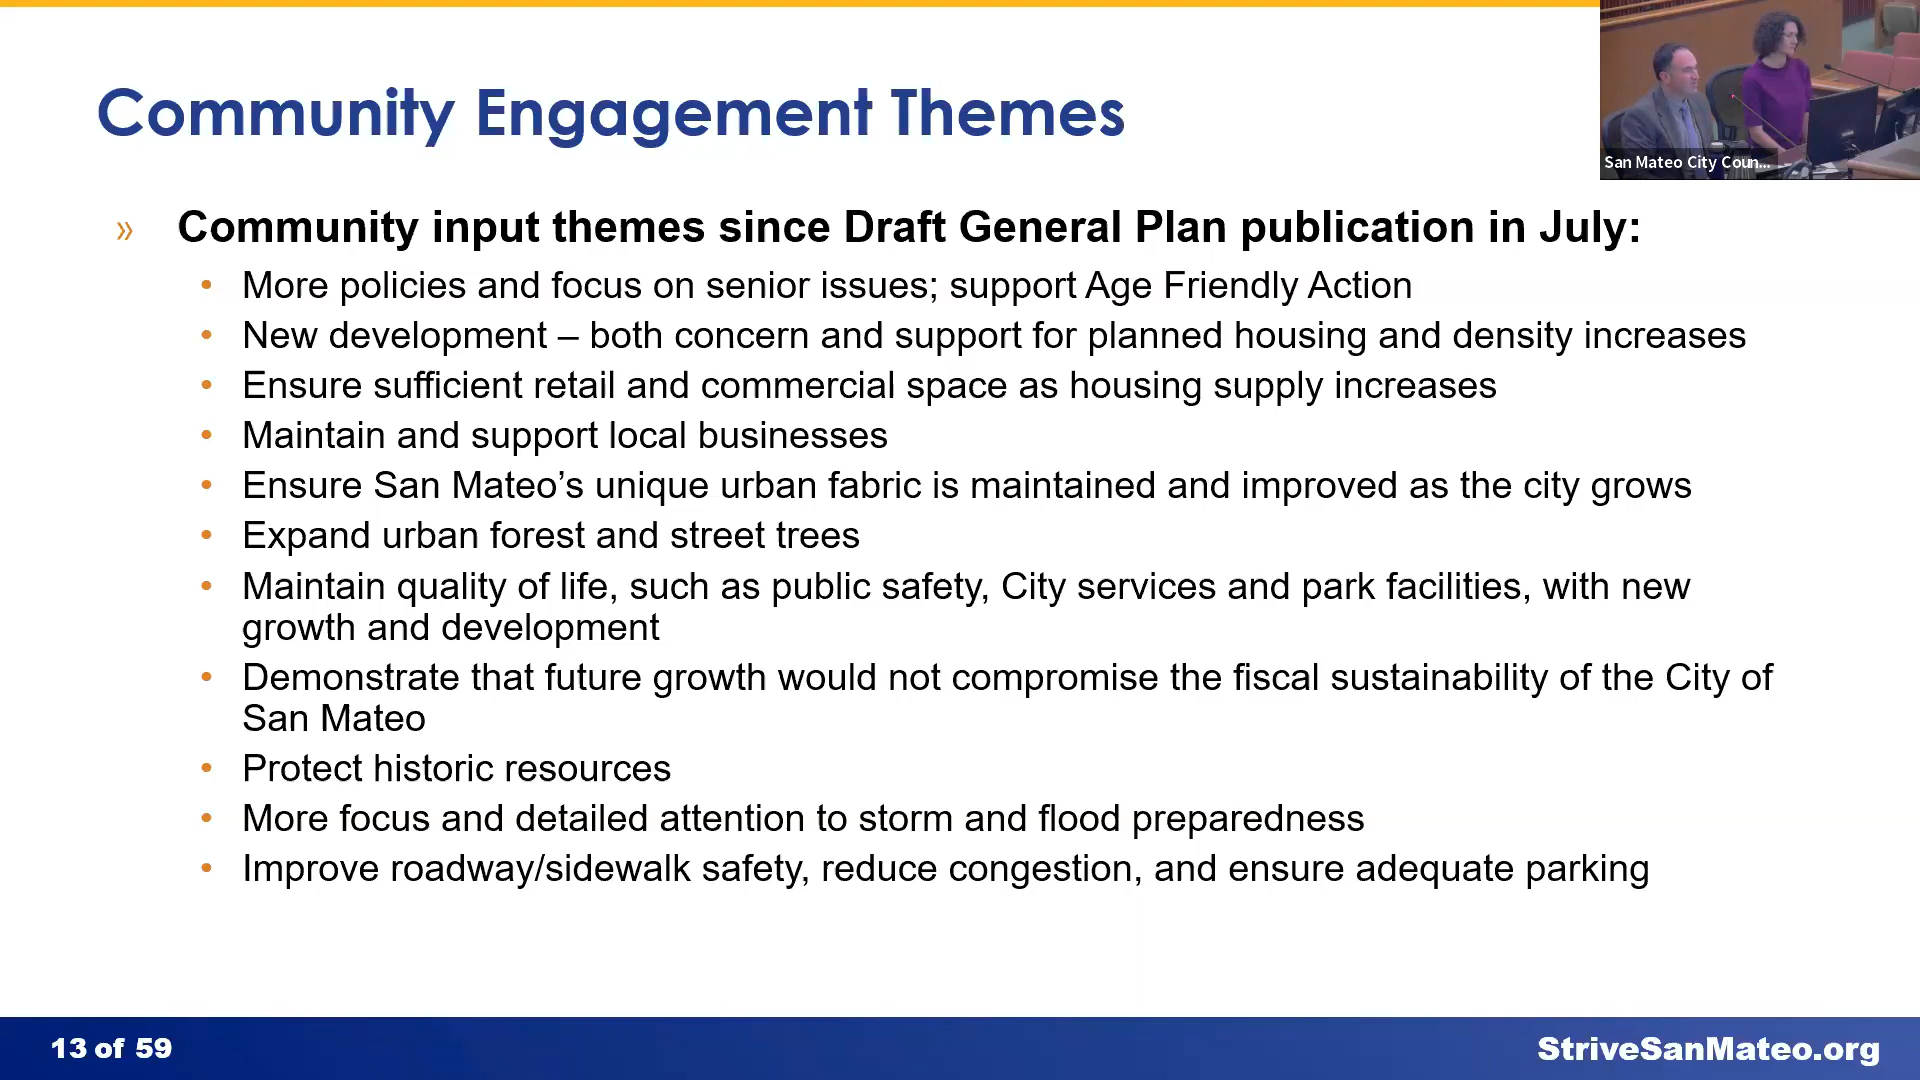 Community Engagement Themes
San Mateo City Coun...
» Community input themes since Draft General Plan publication in July:
• More policies and focus on senior issues; support Age Friendly Action
• New development – both concern and support for planned housing and density increases
• Ensure sufficient retail and commercial space as housing supply increases
• Maintain and support local businesses
• Ensure San Mateo’s unique urban fabric is maintained and improved as the city grows
• Expand urban forest and street trees
• Maintain quality of life, such as public safety, City services and park facilities, with new
growth and development
• Demonstrate that future growth would not compromise the fiscal sustainability of the City of
San Mateo
• Protect historic resources
• More focus and detailed attention to storm and flood preparedness
• Improve roadway/sidewalk safety, reduce congestion, and ensure adequate parking
13 of 59
StriveSanMateo.org